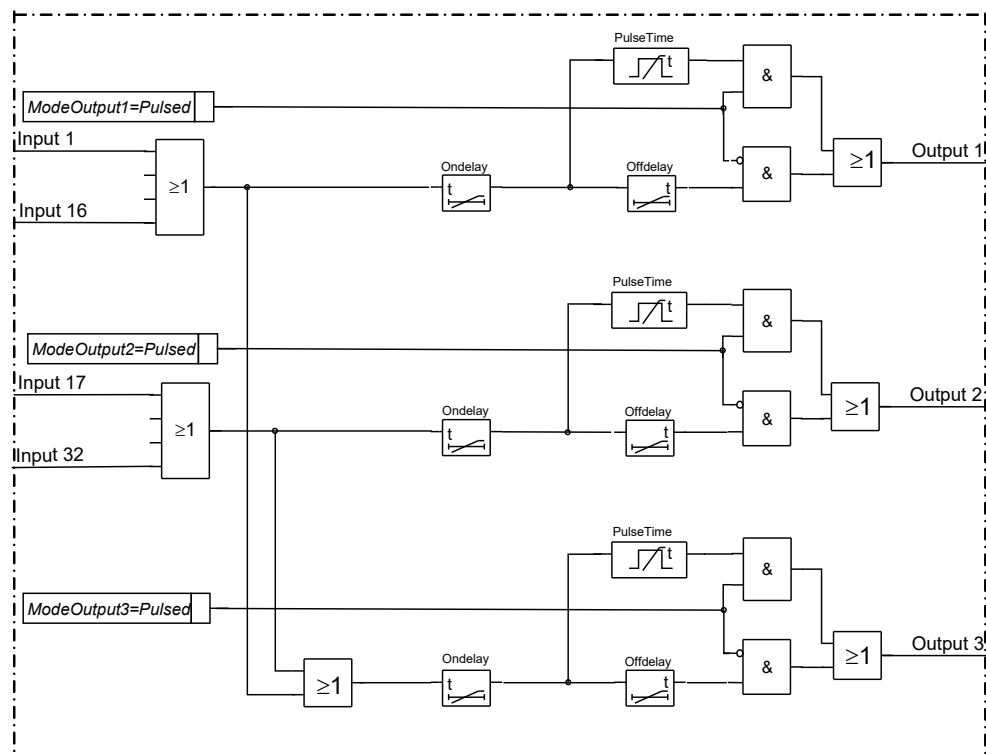 PulseTime
t
&
ModeOutput1=Pulsed
Input 1
≥1
Output 1
Ondelay
Offdelay
≥1
t
t
&
Input 16
PulseTime
t
&
ModeOutput2=Pulsed
Input 17
Output 2
≥1
Ondelay
Offdelay
≥1
t
t
&
Input 32
PulseTime
t
&
ModeOutput3=Pulsed
Output 3
Ondelay
Offdelay
≥1
&
≥1
t
t